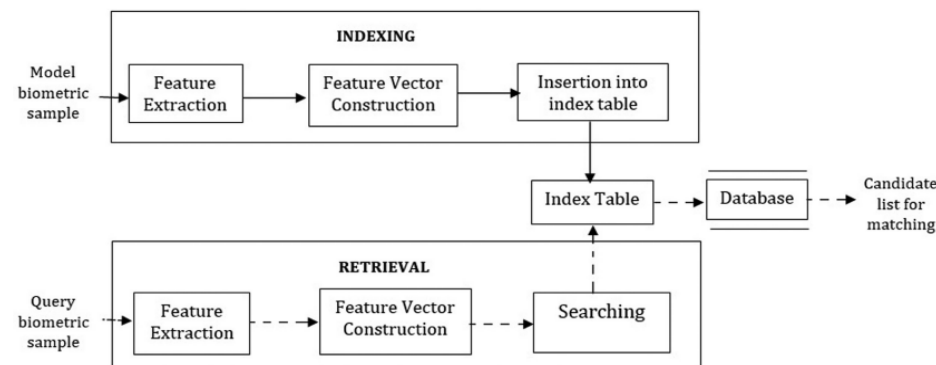 INDEXING
Model
biometric
sample
Feature
Extraction
Feature Vector
Construction
Insertion into
index table
Index Table
Database
Candidate
list for
matching
RETRIEVAL
Query
biometric
sample
Feature
Extraction
Feature Vector
Construction
Searching